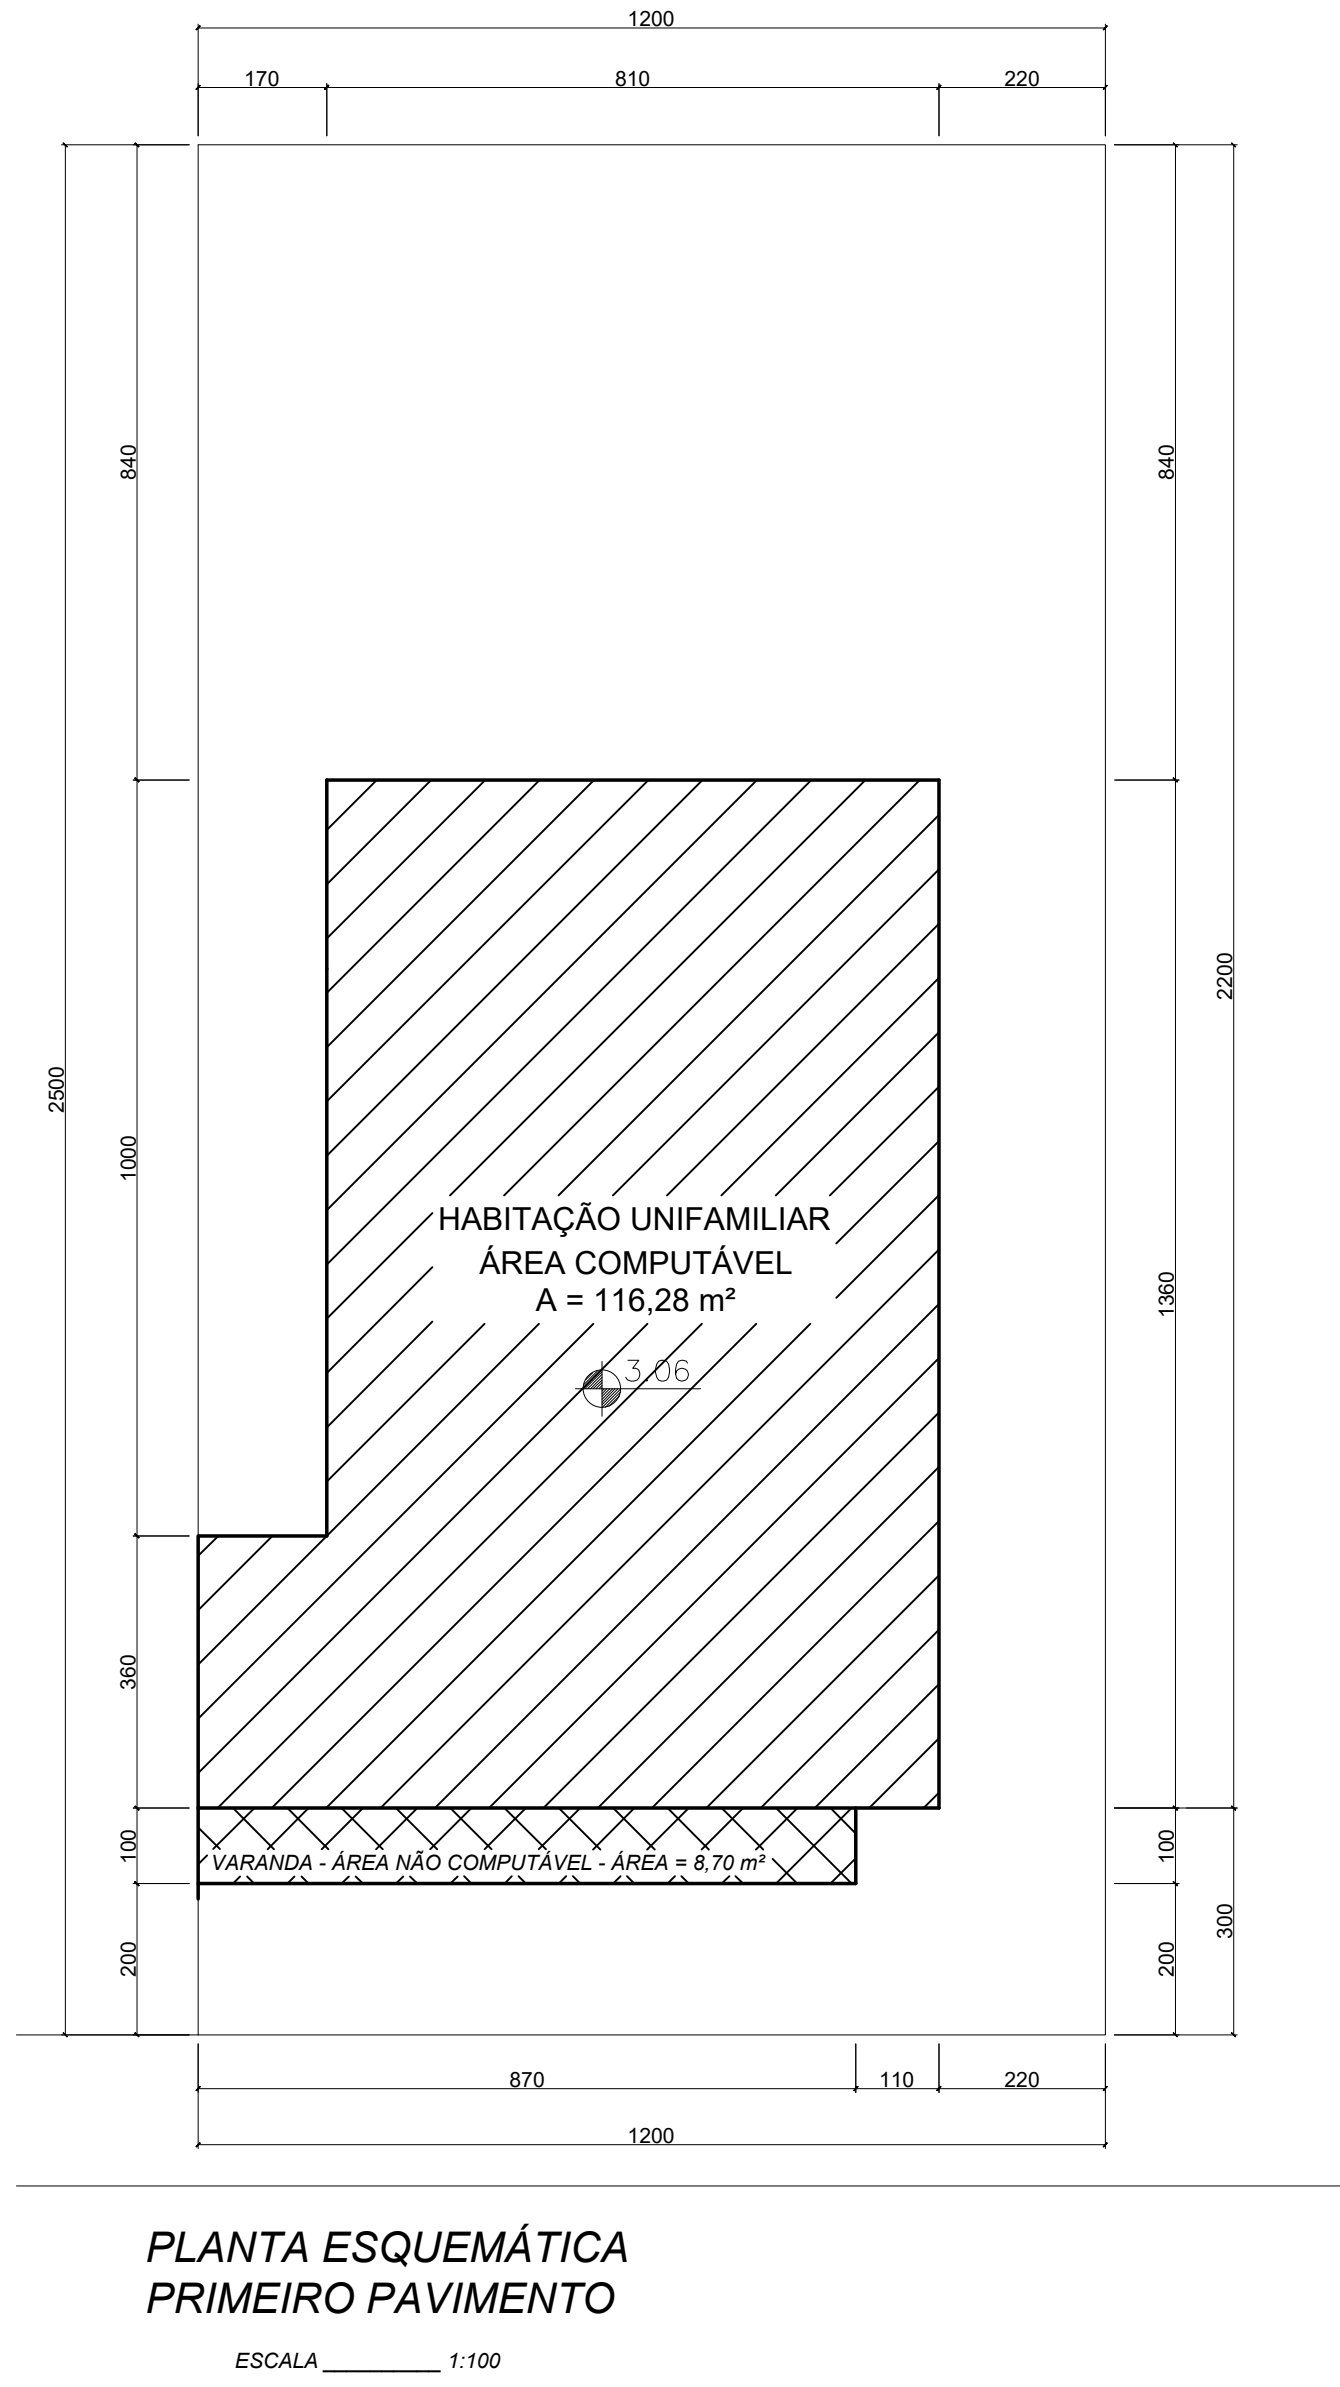 1200
170 810 220
840
840
2200
2500
1000
HABITAÇÃO UNIFAMILIAR
ÁREA COMPUTÁVEL
A = 116,28 m²
1360
3.06
360
100
VARANDA - ÁREA NÃO COMPUTÁVEL - ÁREA = 8,70 m²
100
300
200
200
870 110 220
1200
PLANTA ESQUEMÁTICA
PRIMEIRO PAVIMENTO
ESCALA __________ 1:100